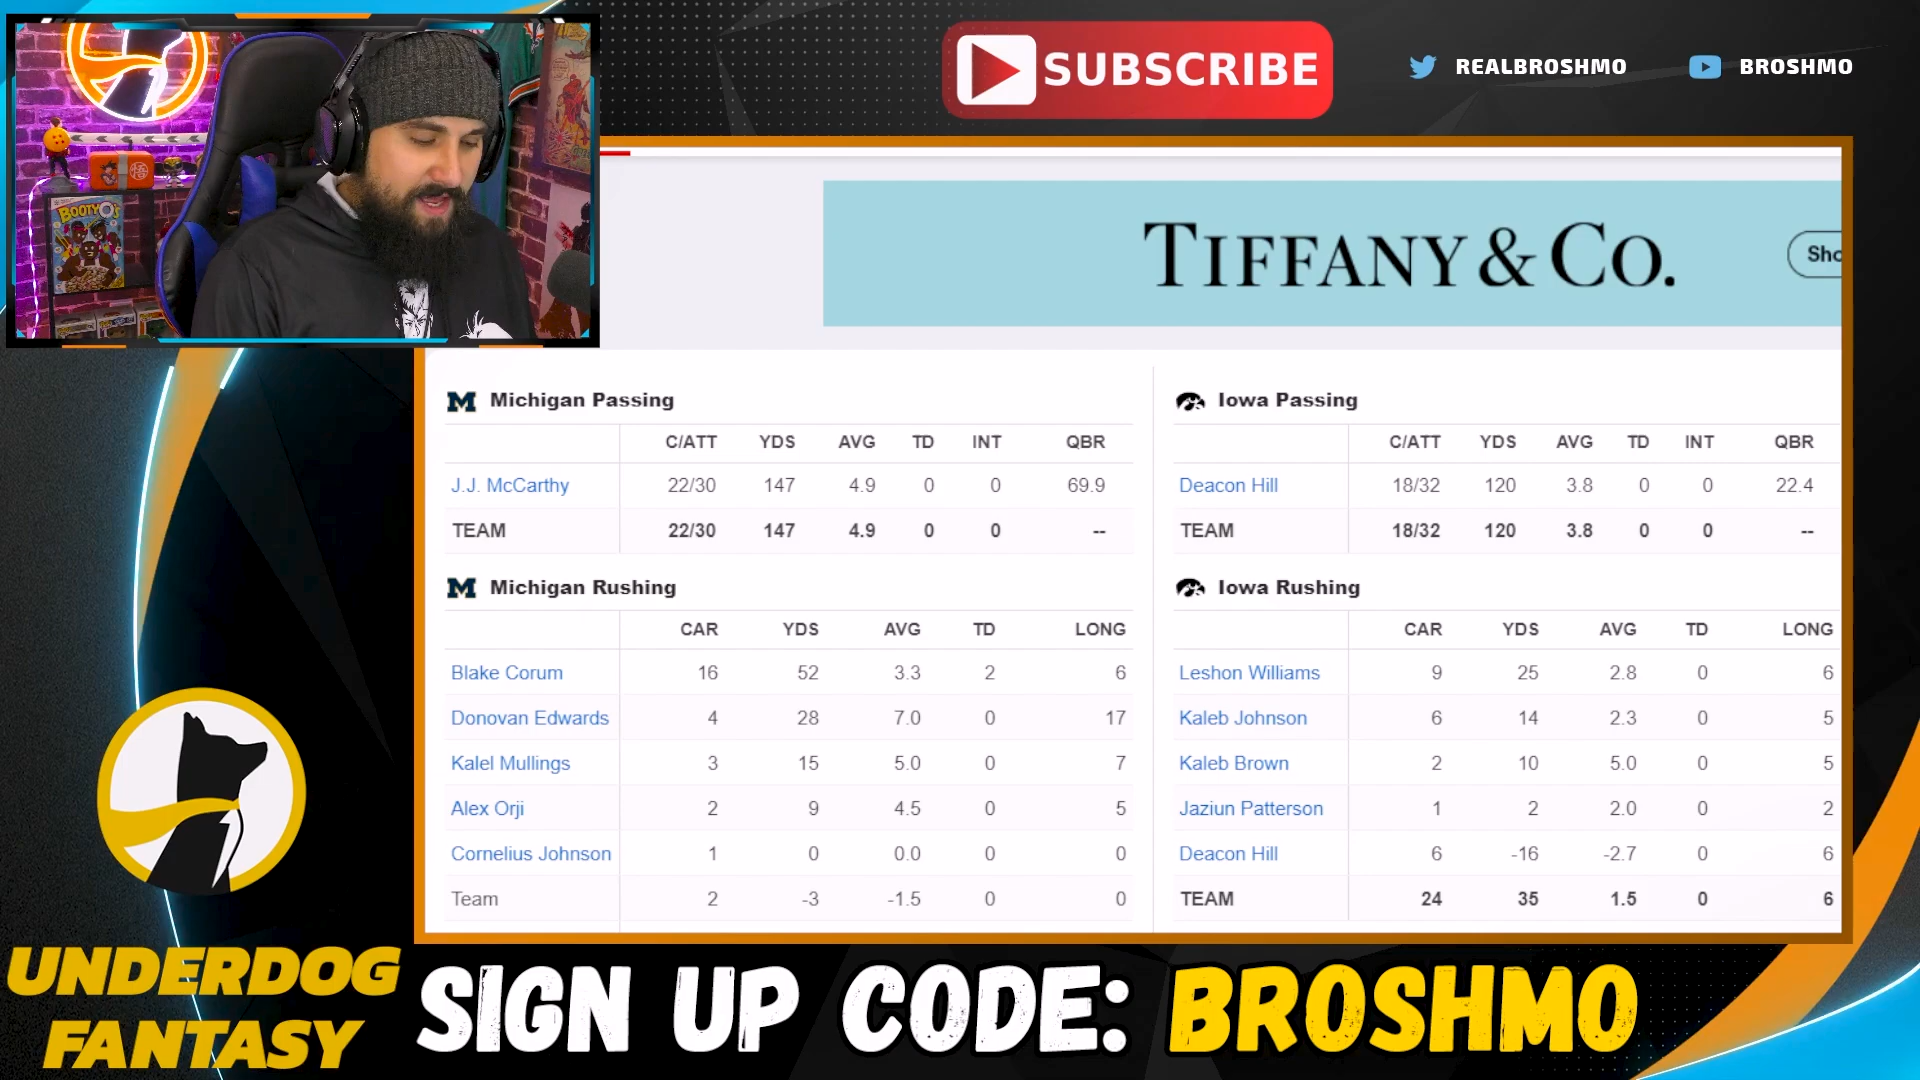 SUBSCRIBE
REALBROSHMO
BROSHMO
BOOTY O's
TIFFANY & CO.
Sho
Michigan Passing
C/ATT YDS AVG TD INT QBR
J.J. McCarthy 22/30 147 4.9 0 0 69.9
TEAM 22/30 147 4.9 0 0 --
Iowa Passing
C/ATT YDS AVG TD INT QBR
Deacon Hill 18/32 120 3.8 0 0 22.4
TEAM 18/32 120 3.8 0 0 --
Michigan Rushing
CAR YDS AVG TD LONG
Blake Corum 16 52 3.3 2 6
Donovan Edwards 4 28 7.0 0 17
Kalel Mullings 3 15 5.0 0 7
Alex Orji 2 9 4.5 0 5
Cornelius Johnson 1 0 0.0 0 0
Team 2 -3 -1.5 0 0
Iowa Rushing
CAR YDS AVG TD LONG
Leshon Williams 9 25 2.8 0 6
Kaleb Johnson 6 14 2.3 0 5
Kaleb Brown 2 10 5.0 0 5
Jaziun Patterson 1 2 2.0 0 2
Deacon Hill 6 -16 -2.7 0 6
TEAM 24 35 1.5 0 6
UNDERDOG
FANTASY
SIGN UP CODE: BROSHMO